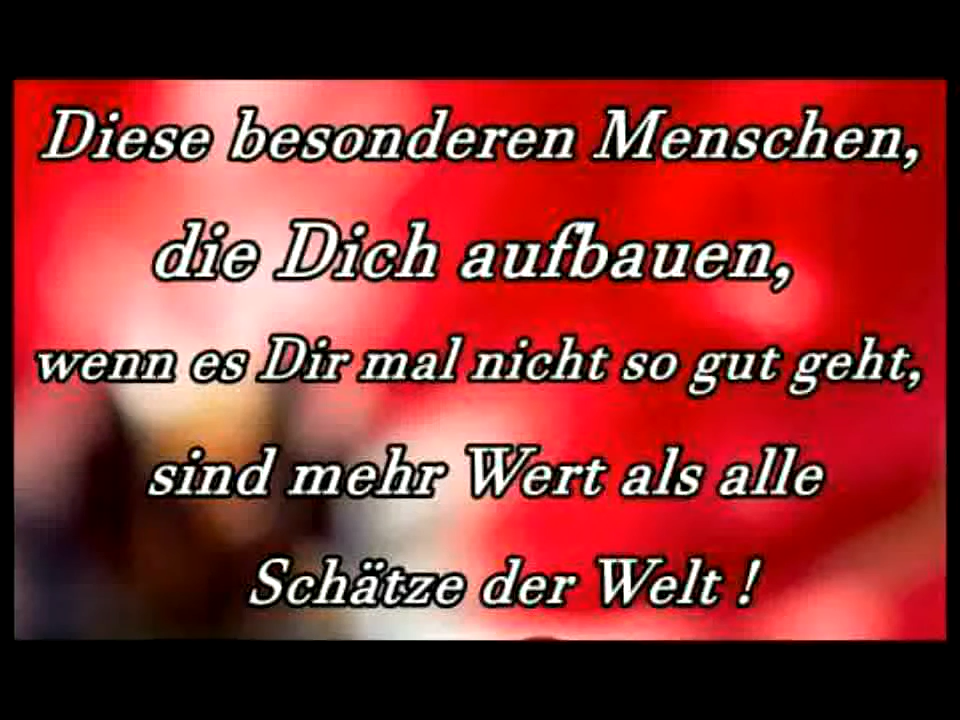 Diese besonderen Menschen,
die Dich aufbauen,
wenn es Dir mal nicht so gut geht,
sind mehr Wert als alle
Schätze der Welt !